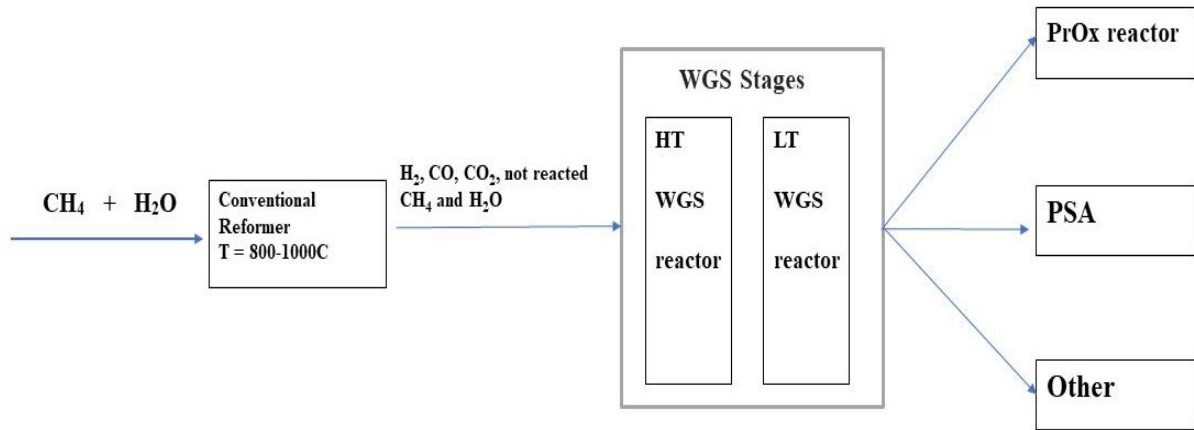 CH₄ + H₂O
Conventional
Reformer
T = 800-1000C
H₂, CO, CO₂, not reacted
CH₄ and H₂O
WGS Stages
HT
WGS
reactor
LT
WGS
reactor
PrOx reactor
PSA
Other